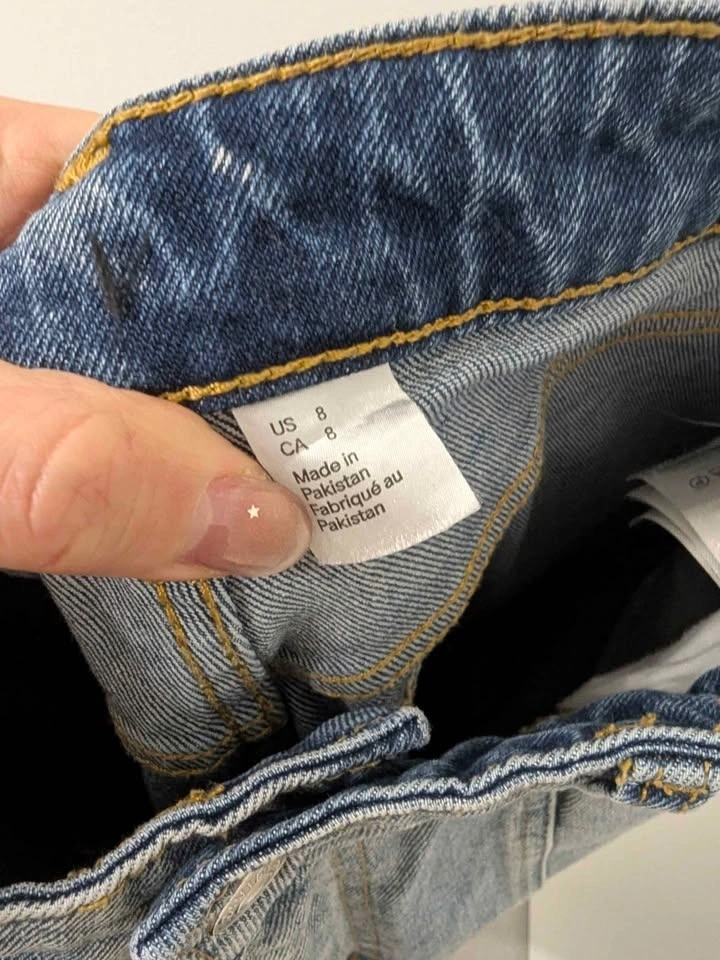 US 8
CA 8
Made in
Pakistan
Fabriqué au
Pakistan